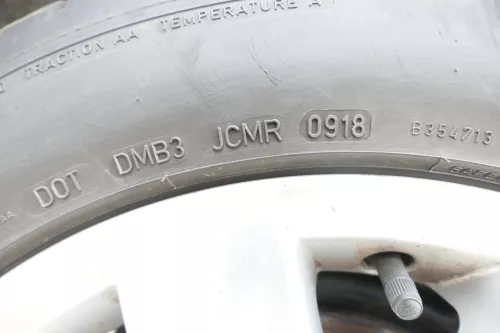 TRACTION AA TEMPERATURE A
DOT DMB3 JCMR 0918 B354713